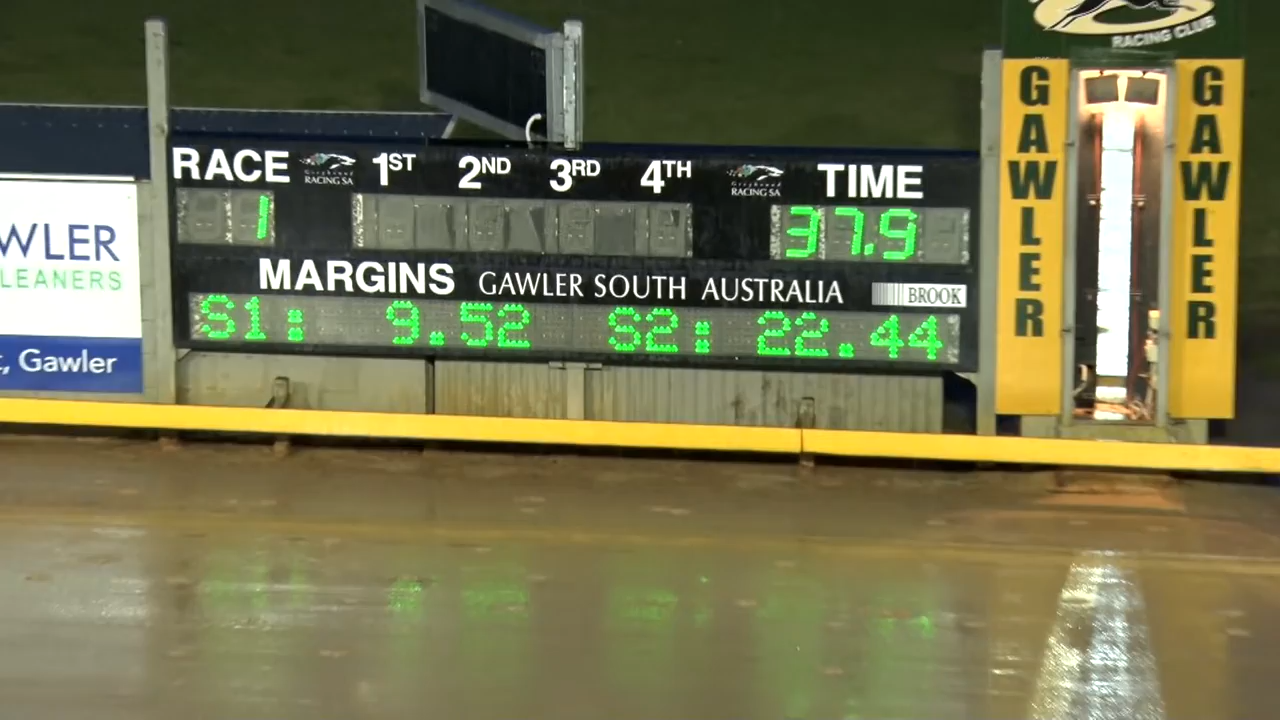 RACING CLUB
GAWLER
GAWLER
RACE
Greyhound
RACING SA
1ST 2ND 3RD 4TH
Greyhound
RACING SA
TIME
1
37.9
MARGINS GAWLER SOUTH AUSTRALIA BROOK
S1: 9.52 S2: 22.44
WLER
LEANERS
, Gawler